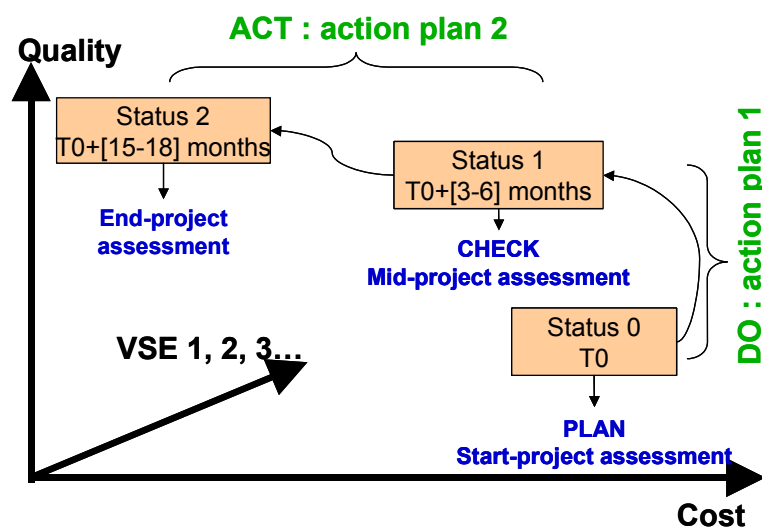 ACT : action plan 2
Quality
Status 2
T0+[15-18] months
Status 1
T0+[3-6] months
DO : action plan 1
End-project
assessment
CHECK
Mid-project assessment
Status 0
T0
VSE 1, 2, 3...
PLAN
Start-project assessment
Cost